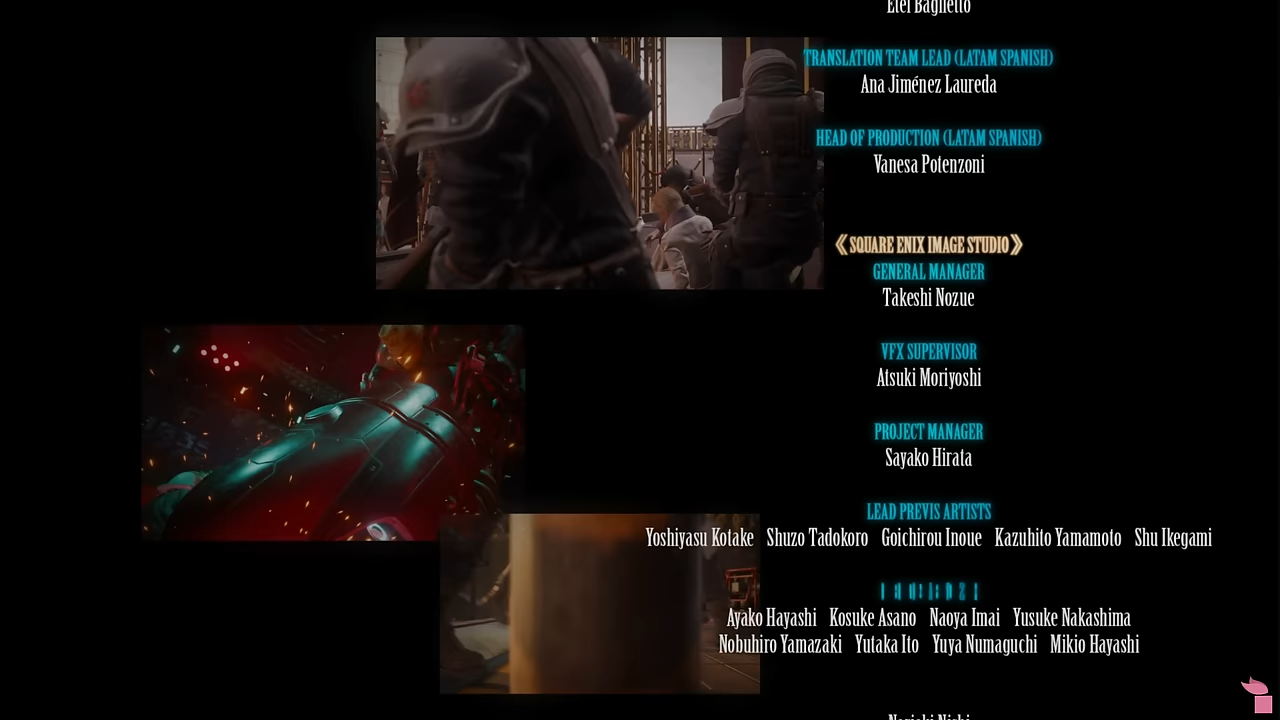 Etel Baglietto
TRANSLATION TEAM LEAD (LATAM SPANISH)
Ana Jiménez Laureda
HEAD OF PRODUCTION (LATAM SPANISH)
Vanesa Potenzoni
《SQUARE ENIX IMAGE STUDIO》
GENERAL MANAGER
Takeshi Nozue
VFX SUPERVISOR
Atsuki Moriyoshi
PROJECT MANAGER
Sayako Hirata
LEAD PREVIS ARTISTS
Yoshiyasu Kotake Shuzo Tadokoro Goichirou Inoue Kazuhito Yamamoto Shu Ikegami
Ayako Hayashi Kosuke Asano Naoya Imai Yusuke Nakashima
Nobuhiro Yamazaki Yutaka Ito Yuya Numaguchi Mikio Hayashi